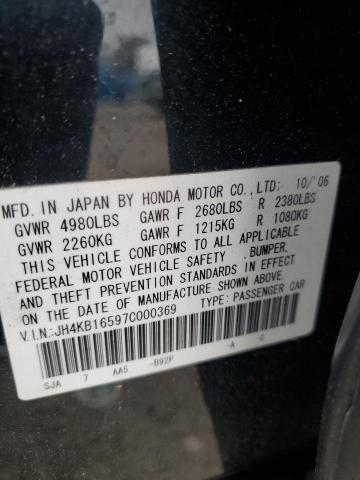 MFD. IN JAPAN BY HONDA MOTOR CO., LTD: 10/'06
GVWR 4980LBS GAWR F 2680LBS R 2380LBS
GVWR 2260KG GAWR F 1215KG R 1080KG
THIS VEHICLE CONFORMS TO ALL APPLICABLE
FEDERAL MOTOR VEHICLE SAFETY .BUMPER.
AND THEFT PREVENTION STANDARDS IN EFFECT
ON THE DATE OF MANUFACTURE SHOWN ABOVE.
V.I.N.:JH4KB16597C000369 TYPE: PASSENGER CAR
SJA 7 AA5 -B92P -A -G